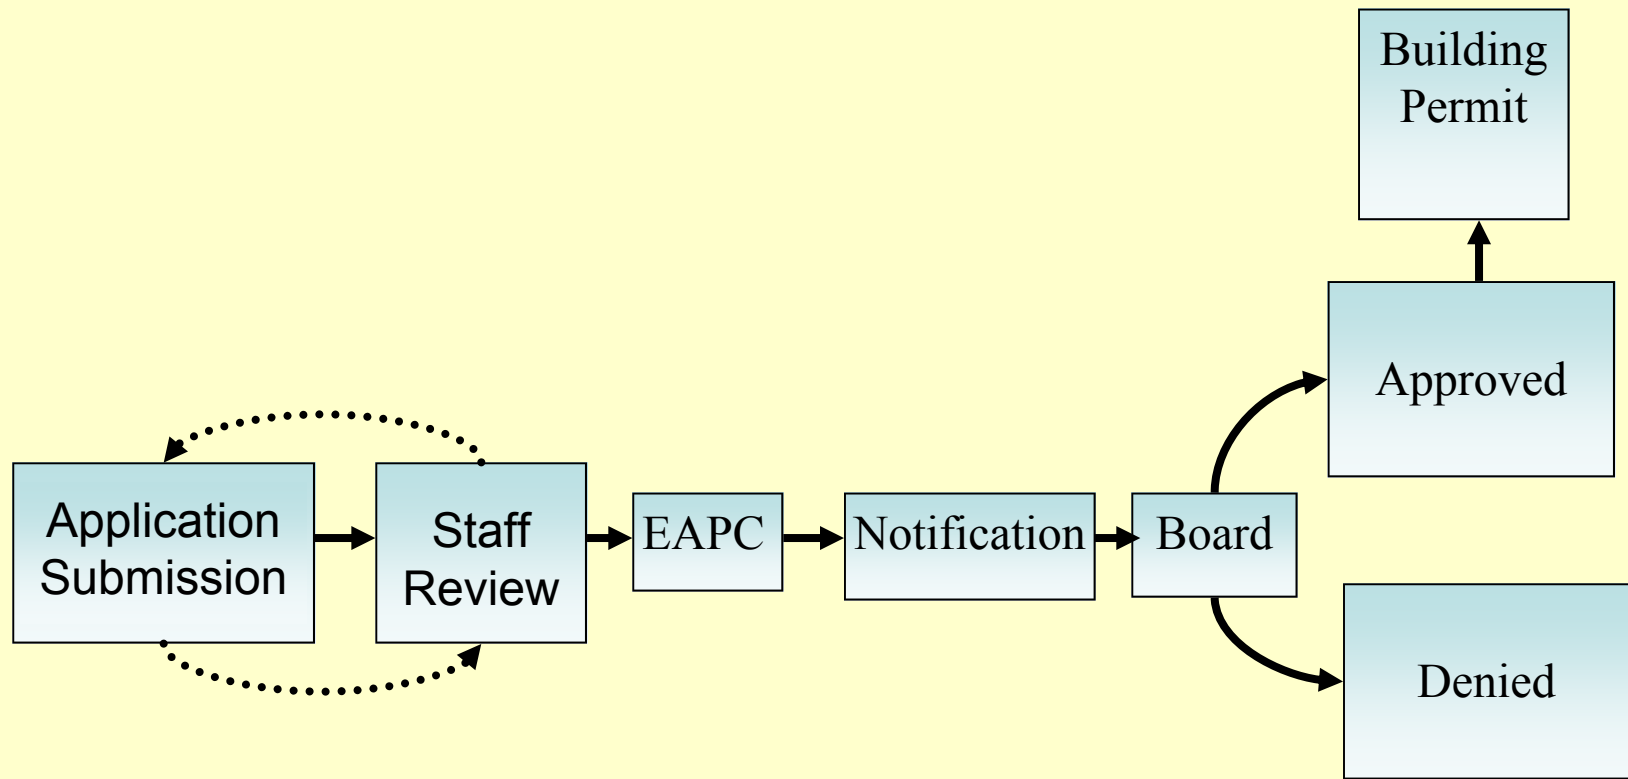 Building
Permit
Approved
Application
Submission
Staff
Review
EAPC
Notification
Board
Denied